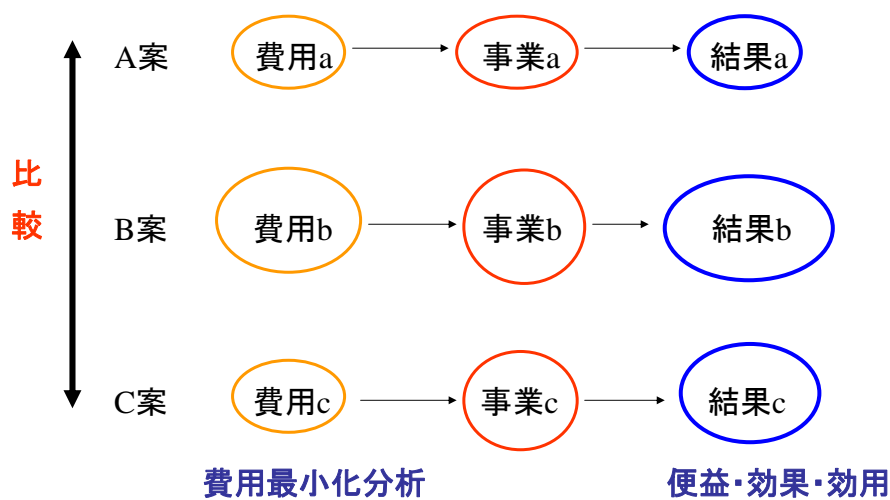 A案
費用a
事業a
結果a
比
較
B案
費用b
事業b
結果b
C案
費用c
事業c
結果c
費用最小化分析
便益・効果・効用